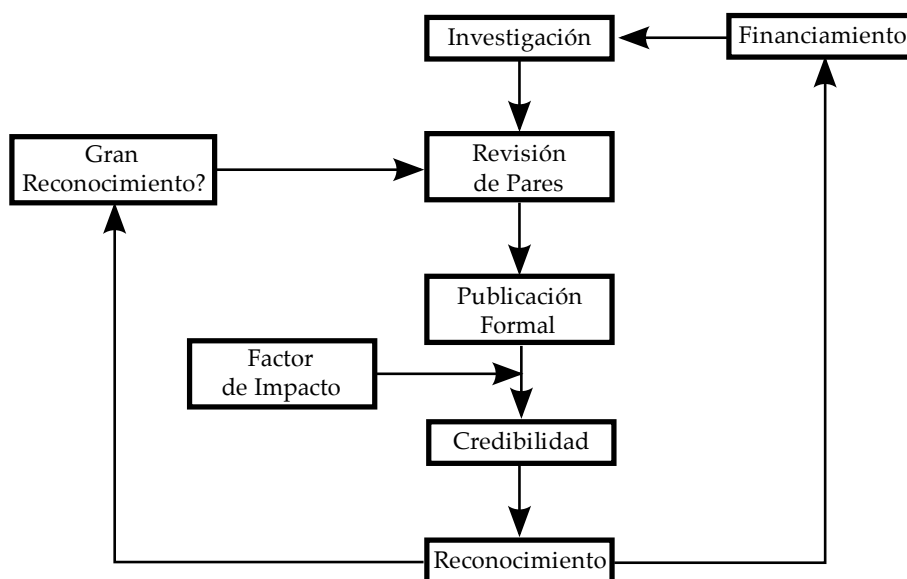 Investigación
Financiamiento
Gran
Reconocimiento?
Revisión
de Pares
Publicación
Formal
Factor
de Impacto
Credibilidad
Reconocimiento